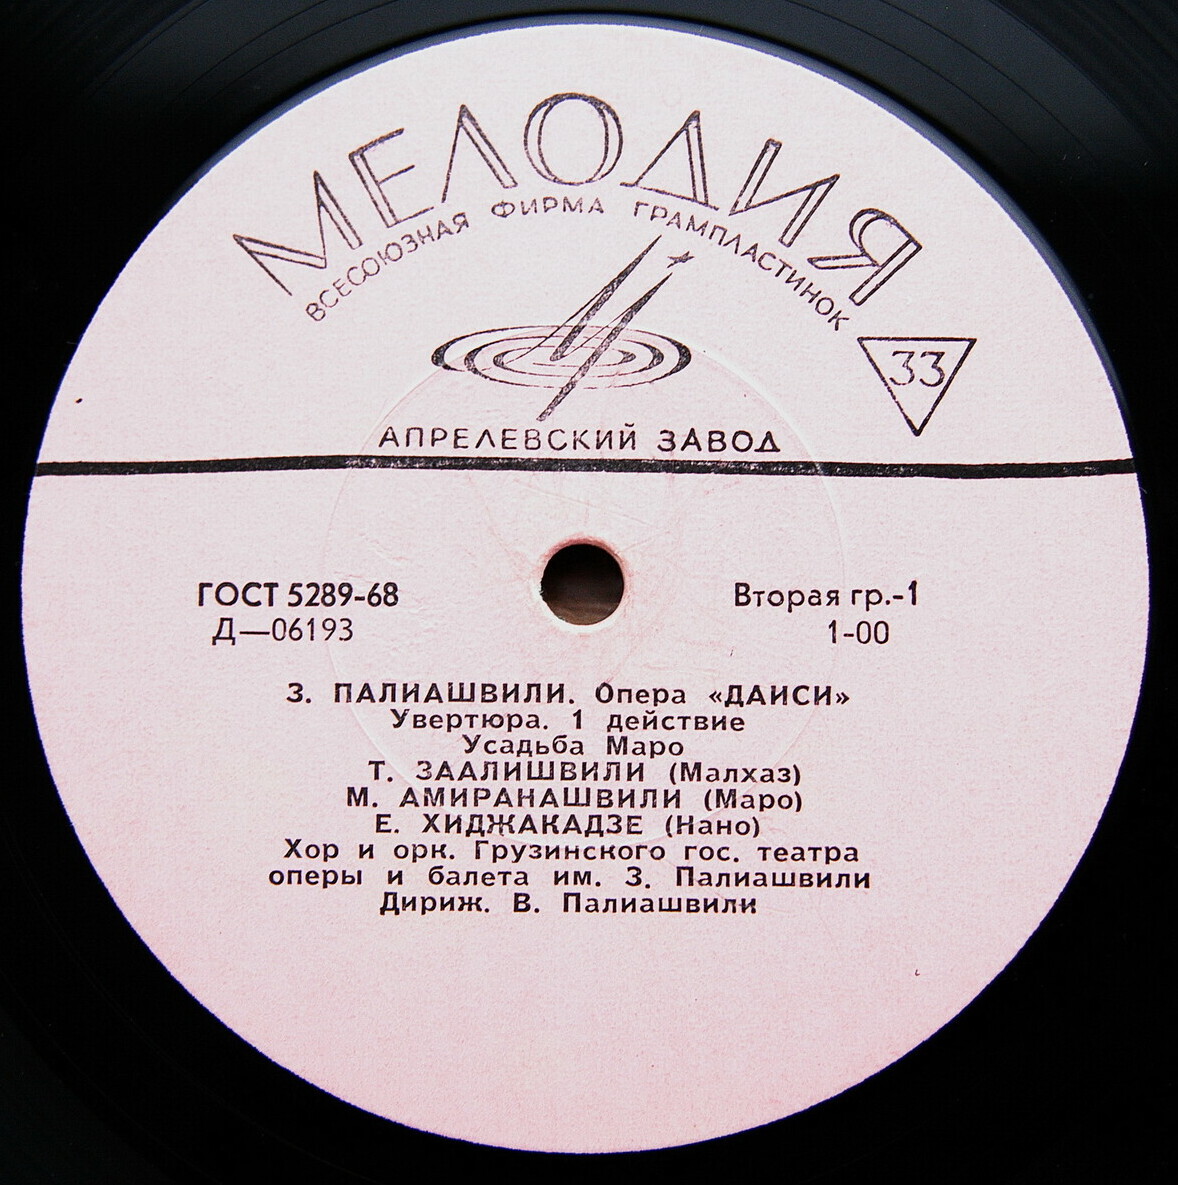 МЕЛОДИЯ
ВСЕСОЮЗНАЯ ФИРМА ГРАМПЛАСТИНОК
33
АПРЕЛЕВСКИЙ ЗАВОД
ГОСТ 5289-68
Вторая гр.-1
Д—06193
1-00
З. ПАЛИАШВИЛИ. Опера «ДАИСИ»
Увертюра. 1 действие
Усадьба Маро
Т. ЗААЛИШВИЛИ (Малхаз)
М. АМИРАНАШВИЛИ (Маро)
Е. ХИДЖАКАДЗЕ (Нано)
Хор и орк. Грузинского гос. театра
оперы и балета им. З. Палиашвили
Дириж. В. Палиашвили